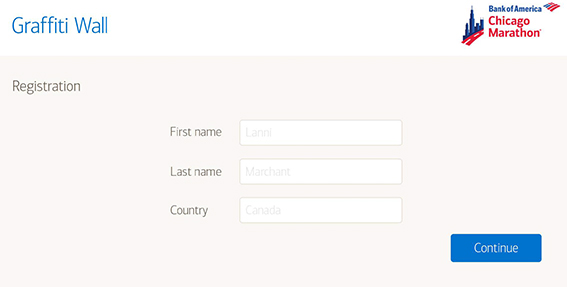 Graffiti Wall
Bank of America
Chicago
Marathon
Registration
First name Lanni
Last name Marchant
Country Canada
Continue